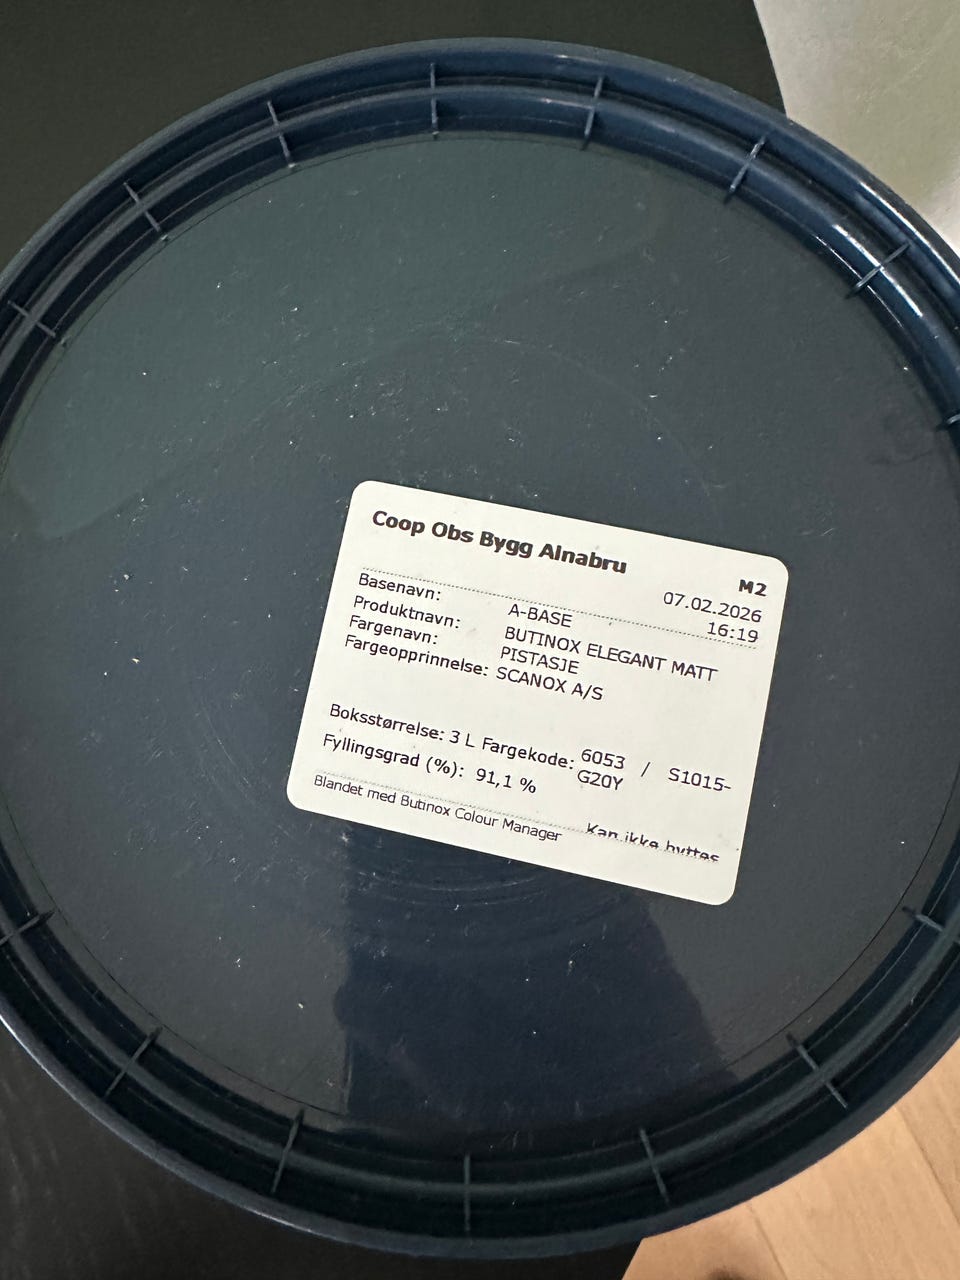 Coop Obs Bygg Alnabru
M2
07.02.2026
16:19
Basenavn: A-BASE
Produktnavn: BUTINOX ELEGANT MATT
Fargenavn: PISTASJE
Fargeopprinnelse: SCANOX A/S
Boksstørrelse: 3 L Fargekode: 6053 / S1015-
G20Y
Fyllingsgrad (%): 91,1 %
Blandet med Butinox Colour Manager
Kan ikke byttes